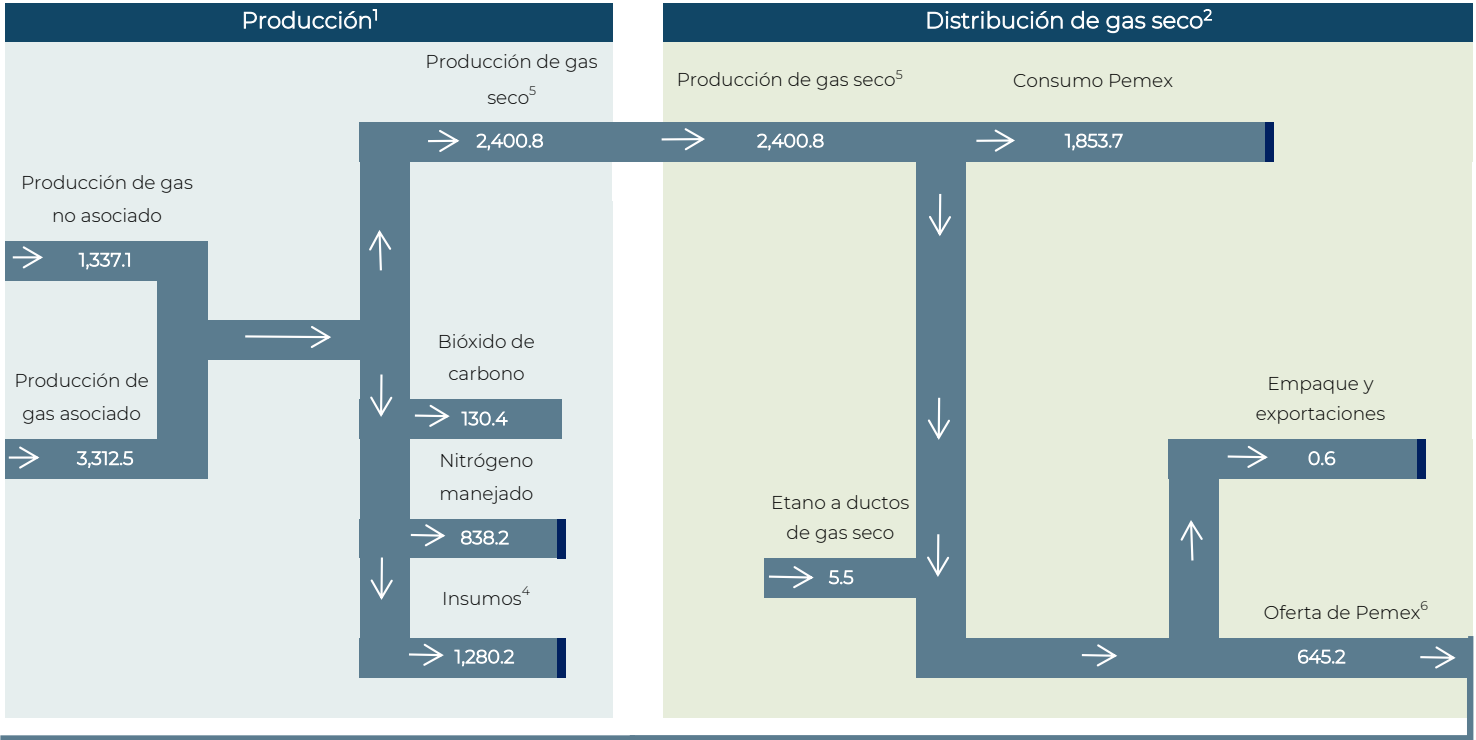 Producción¹
Producción de gas
seco⁵
2,400.8
Producción de gas
no asociado
1,337.1
Producción de
gas asociado
3,312.5
Bióxido de
carbono
130.4
Nitrógeno
manejado
838.2
Insumos⁴
1,280.2
Distribución de gas seco²
Producción de gas seco⁵
2,400.8
Consumo Pemex
1,853.7
Etano a ductos
de gas seco
5.5
Empaque y
exportaciones
0.6
Oferta de Pemex⁶
645.2